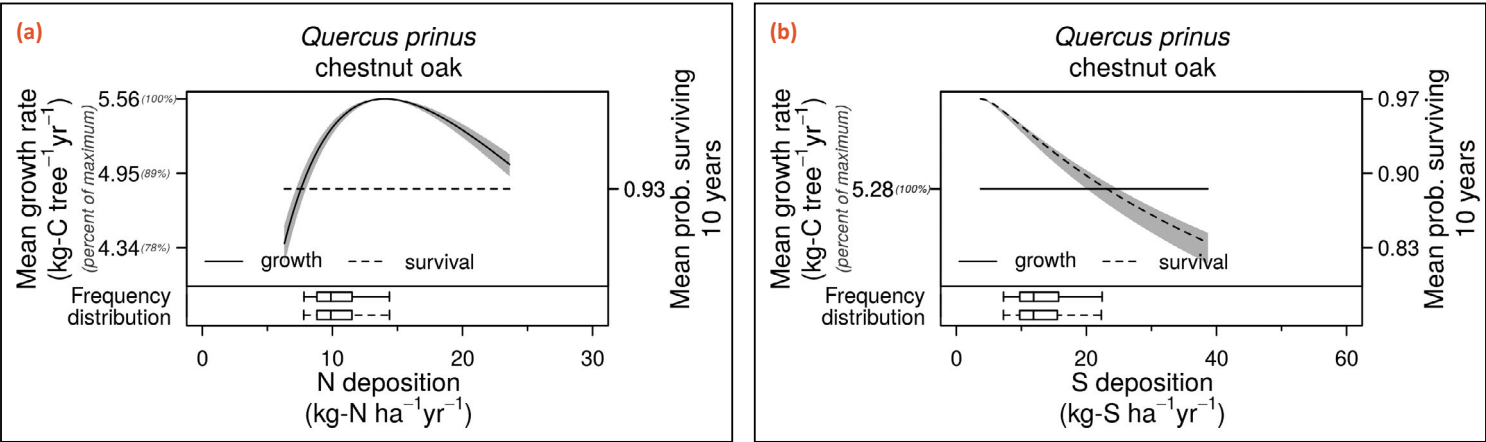 (a)
Quercus prinus
chestnut oak
Mean growth rate
(kg-C tree⁻¹yr⁻¹)
(percent of maximum)
5.56 (100%)
4.95 (89%)
4.34 (78%)
0.93
Mean prob. surviving
10 years
growth
survival
Frequency
distribution
0 10 20 30
N deposition
(kg-N ha⁻¹yr⁻¹)
(b)
Quercus prinus
chestnut oak
Mean growth rate
(kg-C tree⁻¹yr⁻¹)
(percent of maximum)
5.28 (100%)
0.97
0.90
0.83
Mean prob. surviving
10 years
growth
survival
Frequency
distribution
0 20 40 60
S deposition
(kg-S ha⁻¹yr⁻¹)